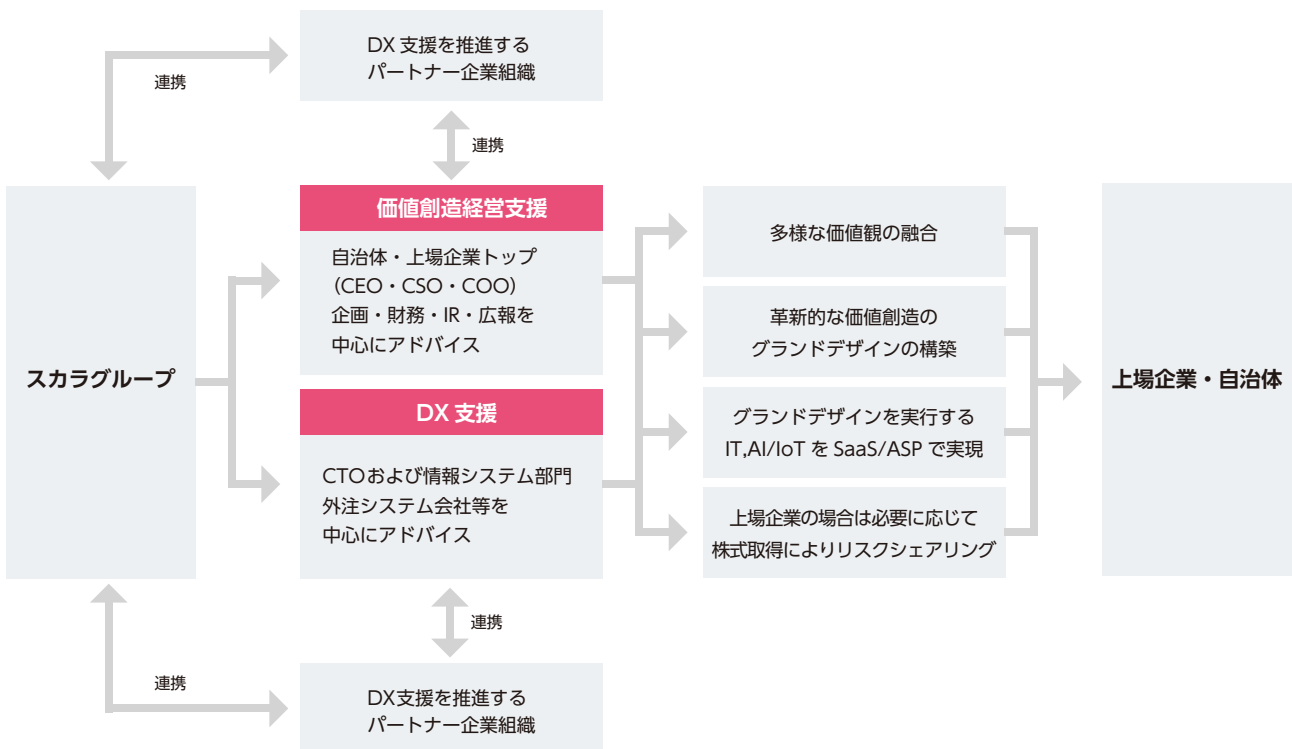 DX 支援を推進する
パートナー企業組織
連携
連携
スカラグループ
価値創造経営支援
自治体・上場企業トップ
(CEO・CSO・COO)
企画・財務・IR・広報を
中心にアドバイス
DX 支援
CTOおよび情報システム部門
外注システム会社等を
中心にアドバイス
多様な価値観の融合
革新的な価値創造の
グランドデザインの構築
グランドデザインを実行する
IT,AI/IoT を SaaS/ASP で実現
上場企業の場合は必要に応じて
株式取得によりリスクシェアリング
上場企業・自治体
連携
連携
DX支援を推進する
パートナー企業組織